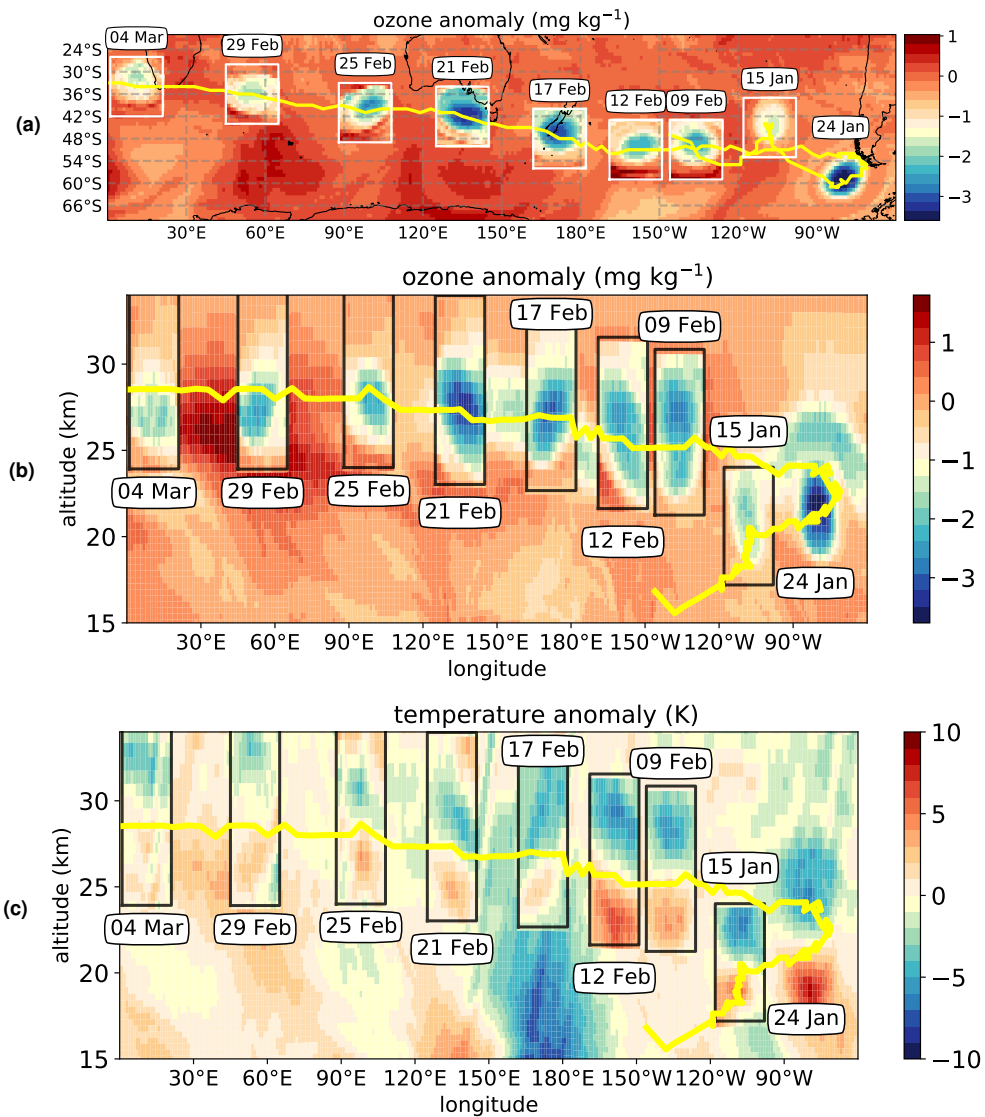 ozone anomaly (mg kg⁻¹)
(a)
24°S
30°S
36°S
42°S
48°S
54°S
60°S
66°S
04 Mar
29 Feb
25 Feb
21 Feb
17 Feb
12 Feb
09 Feb
15 Jan
24 Jan
30°E
60°E
90°E
120°E
150°E
180°W
150°W
120°W
90°W
1
0
−1
−2
−3
ozone anomaly (mg kg⁻¹)
(b)
altitude (km)
30
25
20
15
17 Feb
09 Feb
15 Jan
04 Mar
29 Feb
25 Feb
21 Feb
12 Feb
24 Jan
30°E
60°E
90°E
120°E
150°E
180°W
150°W
120°W
90°W
longitude
1
0
−1
−2
−3
temperature anomaly (K)
(c)
altitude (km)
30
25
20
15
17 Feb
09 Feb
15 Jan
04 Mar
29 Feb
25 Feb
21 Feb
12 Feb
24 Jan
30°E
60°E
90°E
120°E
150°E
180°W
150°W
120°W
90°W
longitude
10
5
0
−5
−10